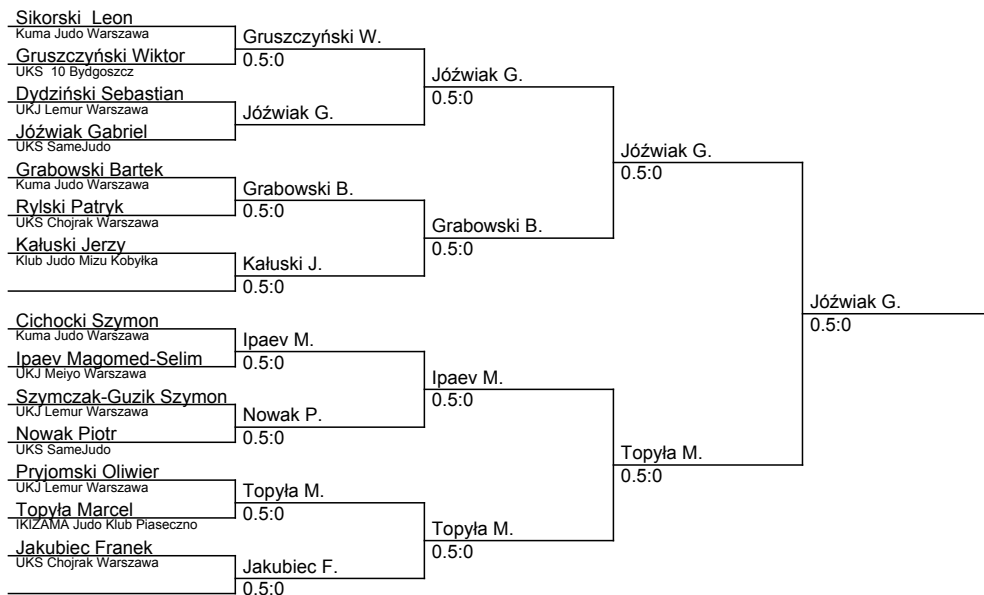 Sikorski Leon
Kuma Judo Warszawa
Gruszczyński Wiktor
UKS 10 Bydgoszcz
Dydziński Sebastian
UKJ Lemur Warszawa
Jóźwiak Gabriel
UKS SameJudo
Grabowski Bartek
Kuma Judo Warszawa
Rylski Patryk
UKS Chojrak Warszawa
Kałuski Jerzy
Klub Judo Mizu Kobyłka
Cichocki Szymon
Kuma Judo Warszawa
Ipaev Magomed-Selim
UKJ Meiyo Warszawa
Szymczak-Guzik Szymon
UKJ Lemur Warszawa
Nowak Piotr
UKS SameJudo
Pryjomski Oliwier
UKJ Lemur Warszawa
Topyła Marcel
IKIZAMA Judo Klub Piaseczno
Jakubiec Franek
UKS Chojrak Warszawa
Gruszczyński W.
0.5:0
Jóźwiak G.
Grabowski B.
0.5:0
Kałuski J.
0.5:0
Ipaev M.
0.5:0
Nowak P.
0.5:0
Topyła M.
0.5:0
Jakubiec F.
0.5:0
Jóźwiak G.
0.5:0
Grabowski B.
0.5:0
Ipaev M.
0.5:0
Topyła M.
0.5:0
Jóźwiak G.
0.5:0
Topyła M.
0.5:0
Jóźwiak G.
0.5:0